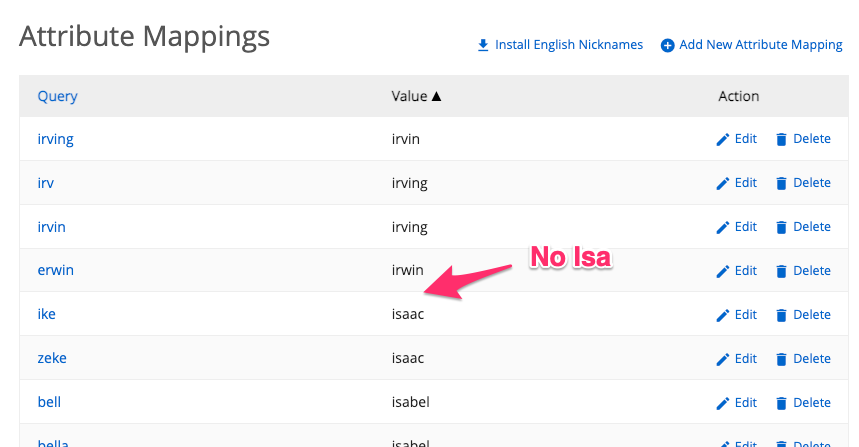 Attribute Mappings
Install English Nicknames Add New Attribute Mapping
Query Value ▲ Action
irving irvin Edit Delete
irv irving Edit Delete
irvin irving Edit Delete
No Isa
erwin irwin Edit Delete
ike isaac Edit Delete
zeke isaac Edit Delete
bell isabel Edit Delete
bella isabel Edit Delete